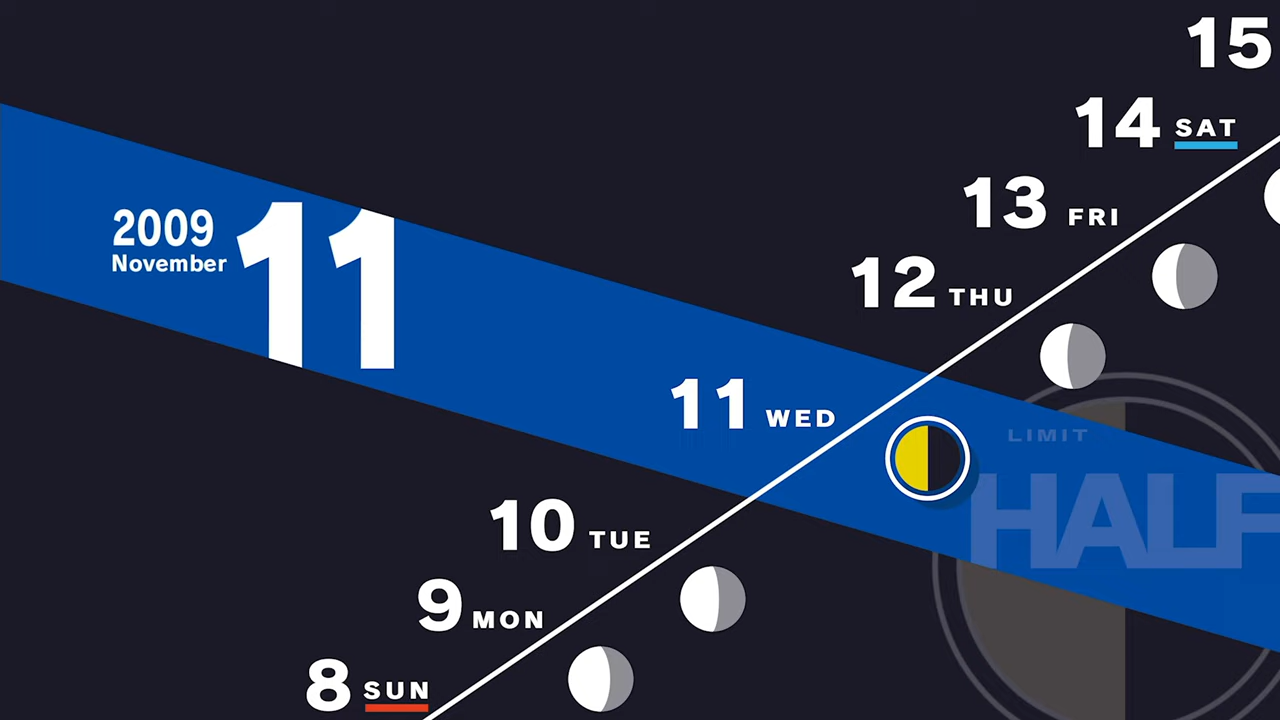 15
14 SAT
13 FRI
12 THU
2009
November 11
11 WED
LIMIT
HALF
10 TUE
9 MON
8 SUN